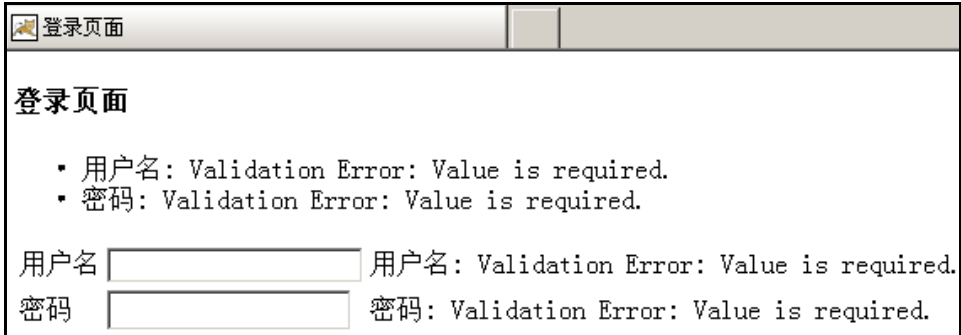 登录页面
登录页面
▪ 用户名: Validation Error: Value is required.
▪ 密码: Validation Error: Value is required.
用户名 用户名: Validation Error: Value is required.
密码 密码: Validation Error: Value is required.